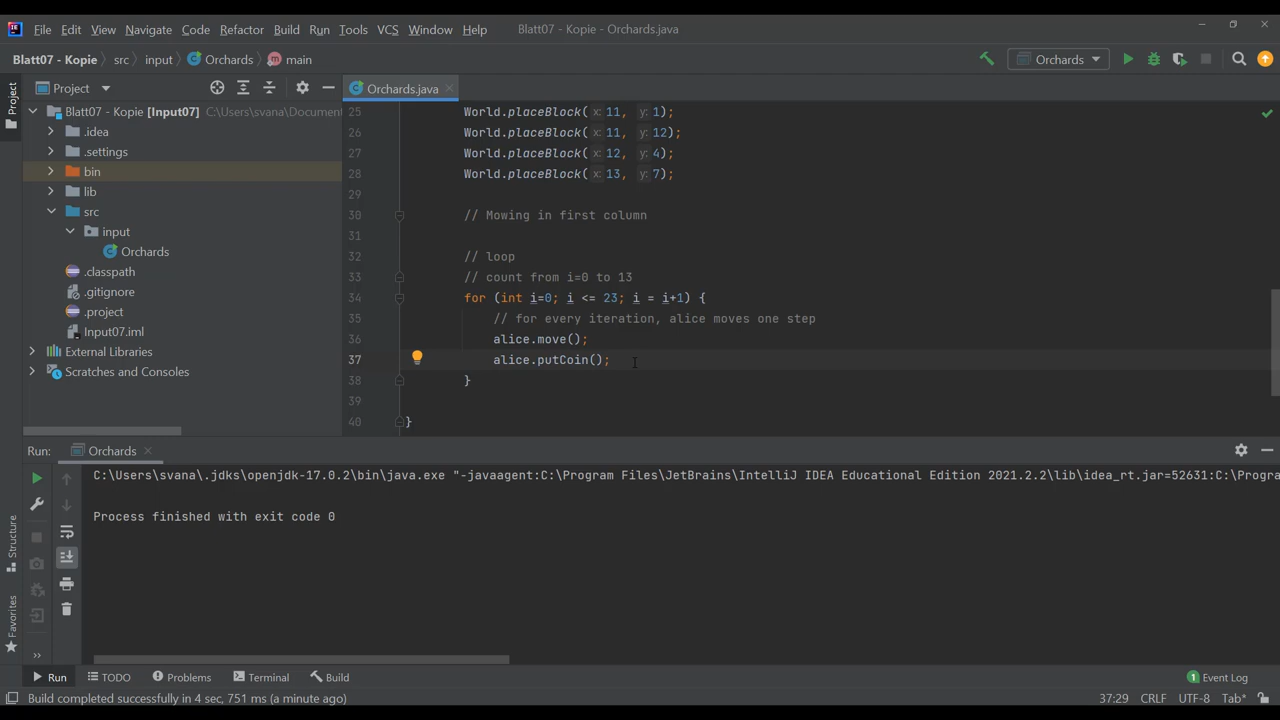 File Edit View Navigate Code Refactor Build Run Tools VCS Window Help Blatt07 - Kopie - Orchards.java
Blatt07 - Kopie src input Orchards main Orchards
Project
Project
Orchards.java
Blatt07 - Kopie [Input07] C:\Users\svana\Document
.idea
.settings
bin
lib
src
input
Orchards
.classpath
.gitignore
.project
Input07.iml
External Libraries
Scratches and Consoles
25 World.placeBlock( x: 11, y: 1);
26 World.placeBlock( x: 11, y: 12);
27 World.placeBlock( x: 12, y: 4);
28 World.placeBlock( x: 13, y: 7);
29
30 // Mowing in first column
31
32 // loop
33 // count from i=0 to 13
34 for (int i=0; i <= 23; i = i+1) {
35 // for every iteration, alice moves one step
36 alice.move();
37 alice.putCoin();
38 }
39
40 }
Run: Orchards
C:\Users\svana\.jdks\openjdk-17.0.2\bin\java.exe "-javaagent:C:\Program Files\JetBrains\IntelliJ IDEA Educational Edition 2021.2.2\lib\idea_rt.jar=52631:C:\Progra
Process finished with exit code 0
Structure
Favorites
Run TODO Problems Terminal Build 1 Event Log
Build completed successfully in 4 sec, 751 ms (a minute ago) 37:29 CRLF UTF-8 Tab*